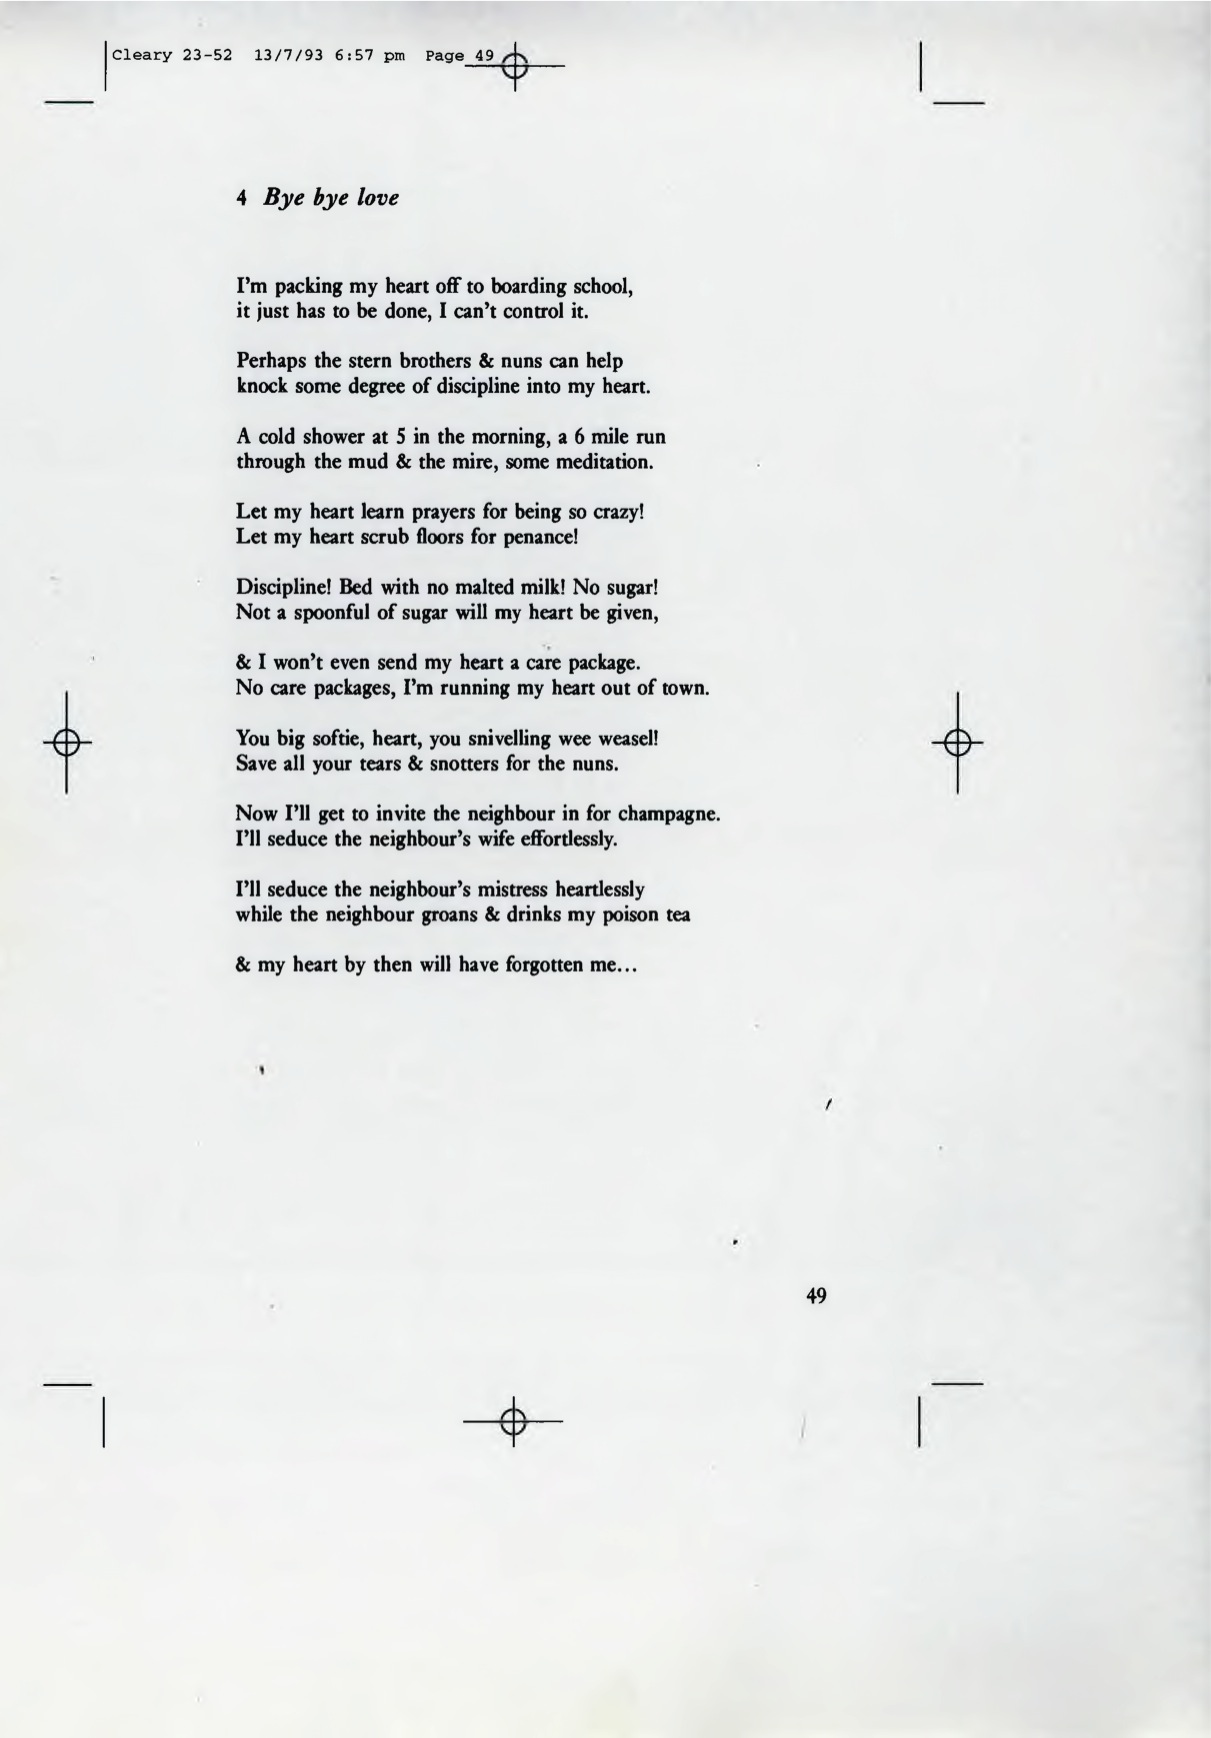 Cleary 23-52 13/7/93 6:57 pm Page 49
4 Bye bye love
I'm packing my heart off to boarding school,
it just has to be done, I can't control it.
Perhaps the stern brothers & nuns can help
knock some degree of discipline into my heart.
A cold shower at 5 in the morning, a 6 mile run
through the mud & the mire, some meditation.
Let my heart learn prayers for being so crazy!
Let my heart scrub floors for penance!
Discipline! Bed with no malted milk! No sugar!
Not a spoonful of sugar will my heart be given,
& I won't even send my heart a care package.
No care packages, I'm running my heart out of town.
You big softie, heart, you snivelling wee weasel!
Save all your tears & snotters for the nuns.
Now I'll get to invite the neighbour in for champagne.
I'll seduce the neighbour's wife effortlessly.
I'll seduce the neighbour's mistress heartlessly
while the neighbour groans & drinks my poison tea
& my heart by then will have forgotten me...
49